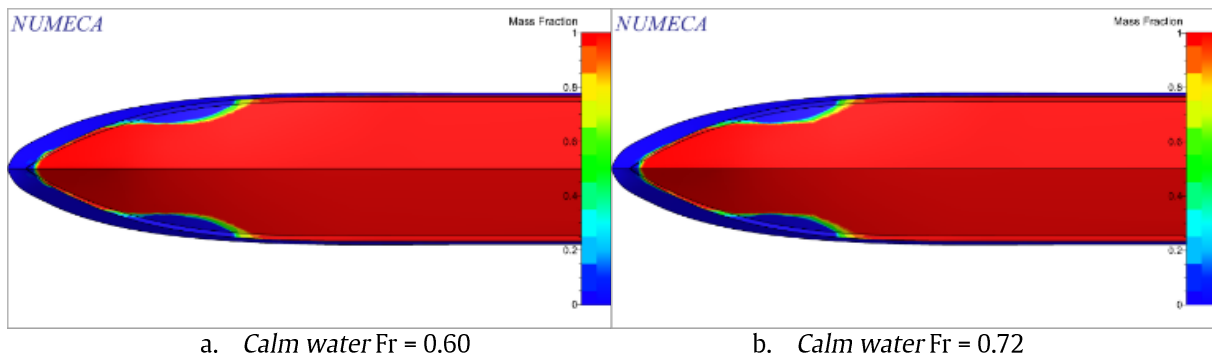 NUMECA
Mass Fraction
1
0.8
0.6
0.4
0.2
0
NUMECA
Mass Fraction
1
0.8
0.6
0.4
0.2
0
a. Calm water Fr = 0.60
b. Calm water Fr = 0.72